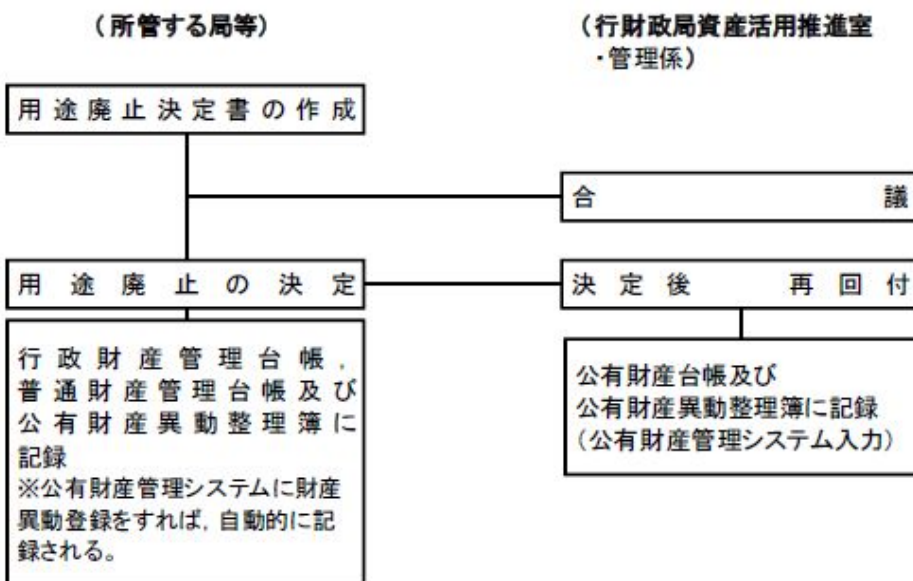 （所管する局等）
（行財政局資産活用推進室
・管理係）
用途廃止決定書の作成
合議
用途廃止の決定
決定後　再回付
行政財産管理台帳，
普通財産管理台帳及び
公有財産異動整理簿に
記録
※公有財産管理システムに財産
異動登録をすれば，自動的に記
録される。
公有財産台帳及び
公有財産異動整理簿に記録
（公有財産管理システム入力）